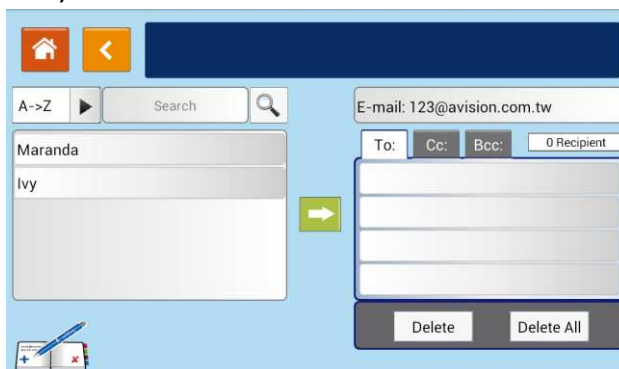 A->Z
Search
E-mail: 123@avision.com.tw
To:
Cc:
Bcc:
0 Recipient
Maranda
Ivy
Delete
Delete All